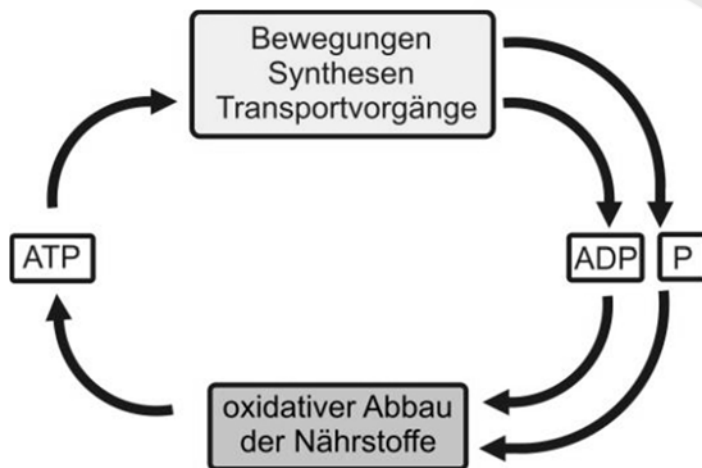 Bewegungen
Synthesen
Transportvorgänge
ATP
ADP
P
oxidativer Abbau
der Nährstoffe